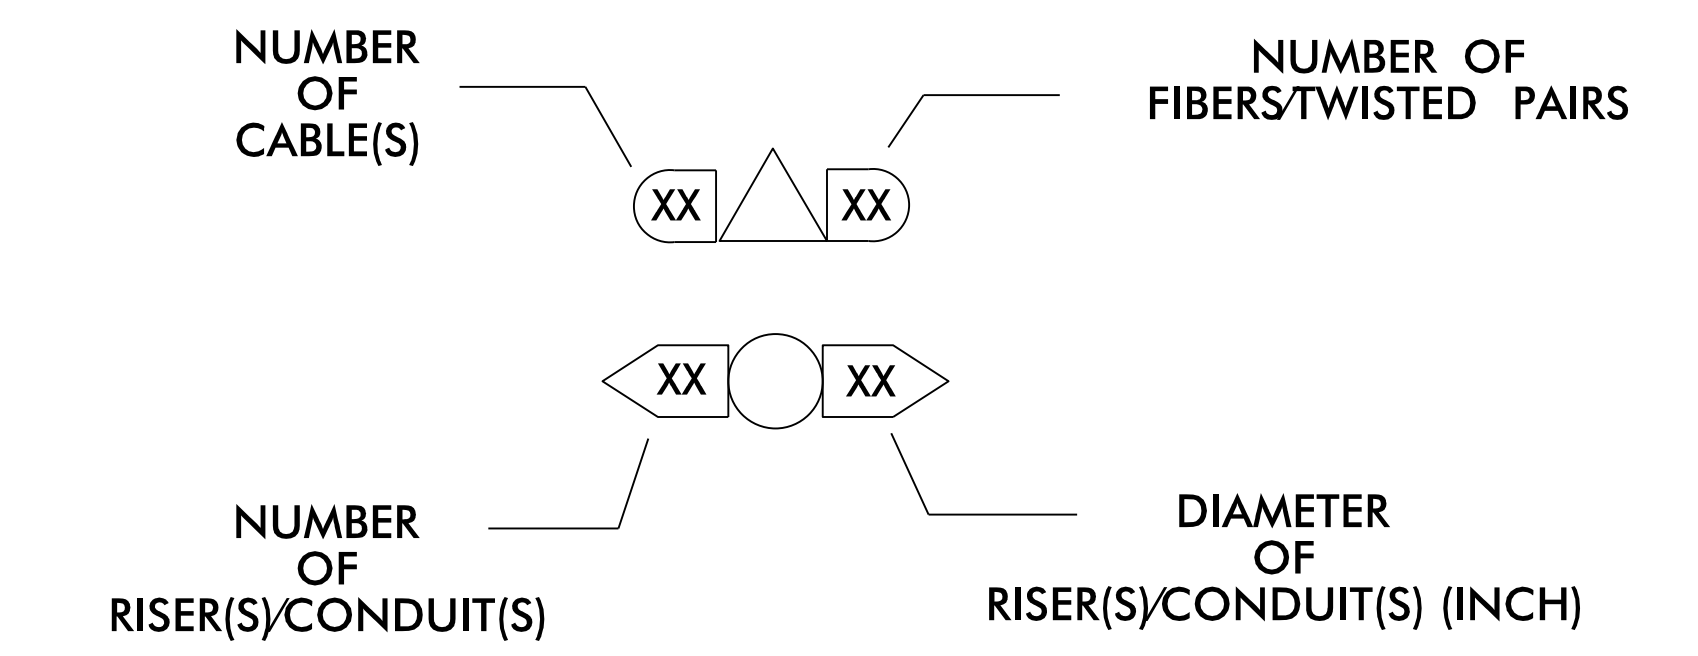 NUMBER
OF
CABLE(S)
NUMBER OF
FIBERS/TWISTED PAIRS
XX
XX
XX
XX
NUMBER
OF
RISER(S)/CONDUIT(S)
DIAMETER
OF
RISER(S)/CONDUIT(S) (INCH)